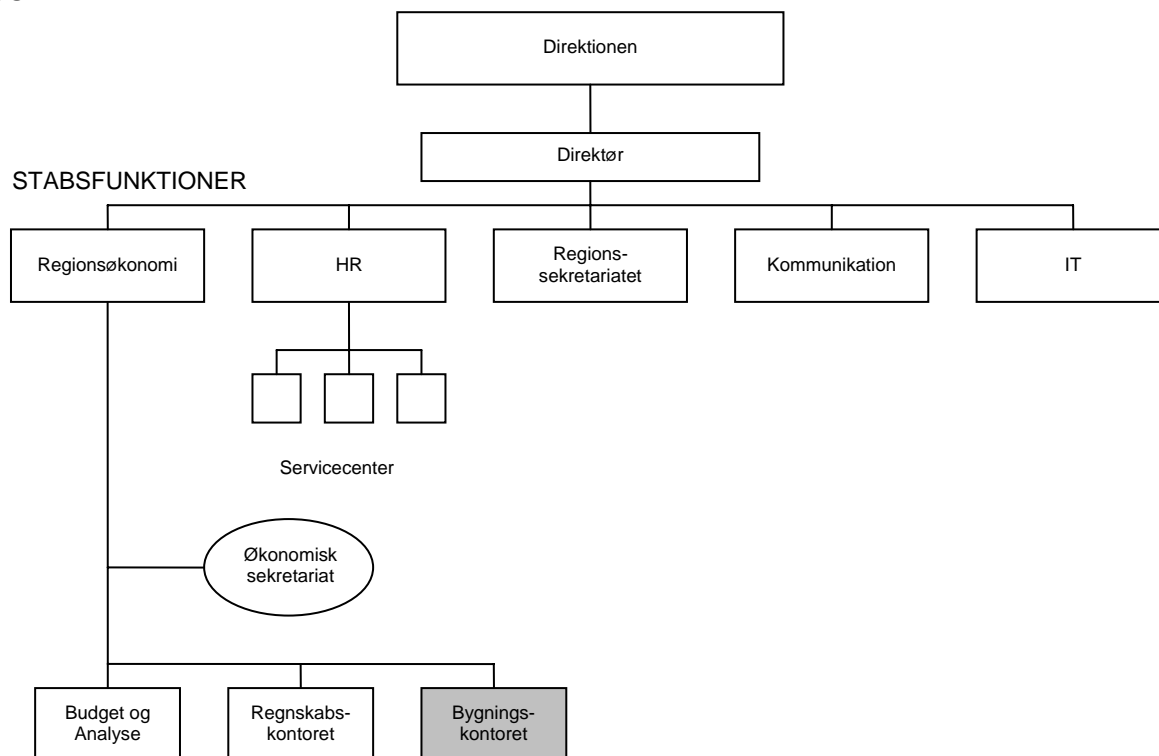 Direktionen
Direktør
STABSFUNKTIONER
Regionsøkonomi
HR
Regions-
sekretariatet
Kommunikation
IT
Servicecenter
Økonomisk
sekretariat
Budget og
Analyse
Regnskabs-
kontoret
Bygnings-
kontoret